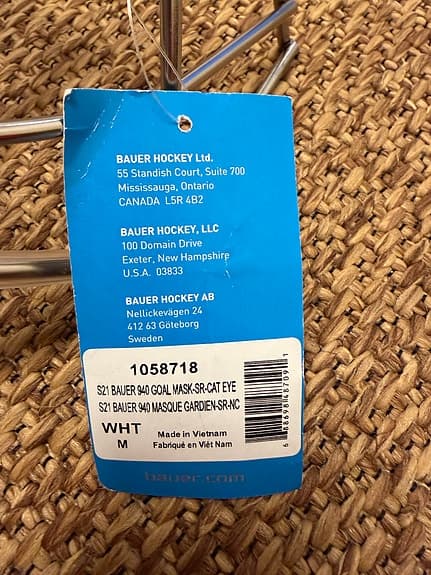 BAUER HOCKEY Ltd.
55 Standish Court, Suite 700
Mississauga, Ontario
CANADA L5R 4B2
BAUER HOCKEY, LLC
100 Domain Drive
Exeter, New Hampshire
U.S.A. 03833
BAUER HOCKEY AB
Nellickevägen 24
412 63 Göteborg
Sweden
1058718
S21 BAUER 940 GOAL MASK-SR-CAT EYE
S21 BAUER 940 MASQUE GARDIEN-SR-NC
WHT
M
Made in Vietnam
Fabriqué en Viêt Nam
bauer.com